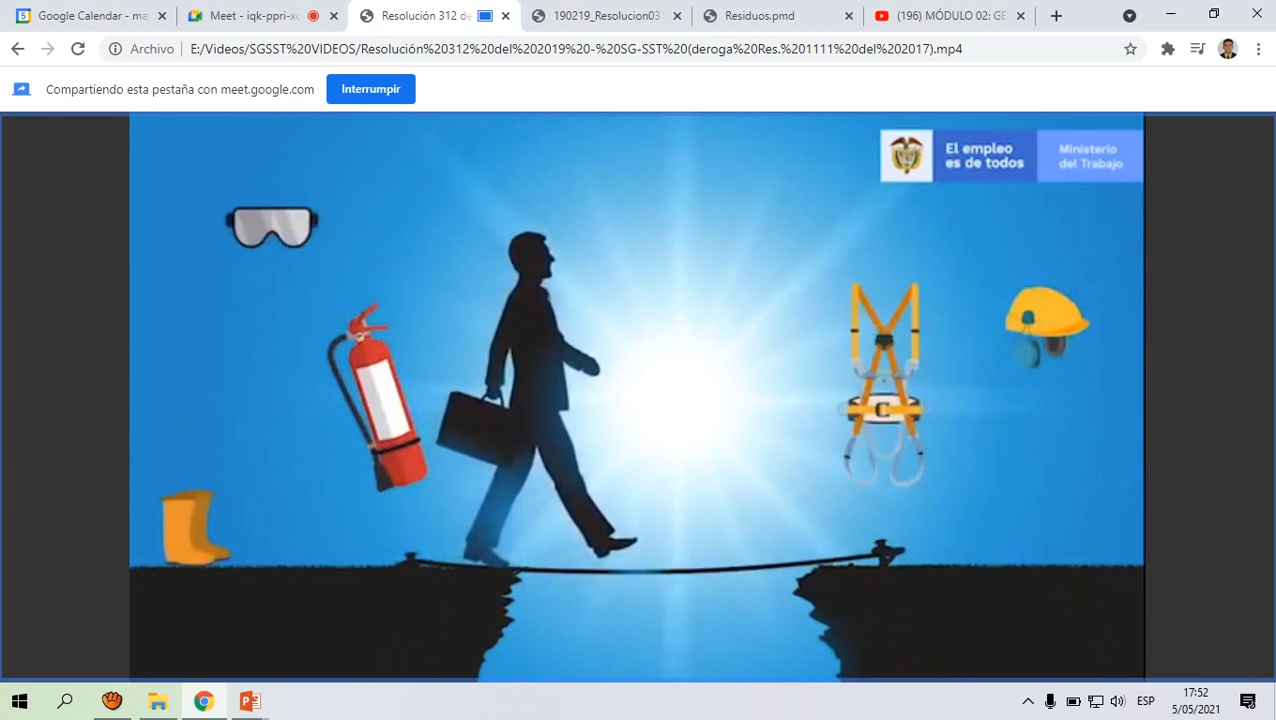 Google Calendar - ma
Meet - iqk-ppri-xc
Resolución 312 de
190219_Resolucion031
Residuos.pmd
(196) MÓDULO 02: GE
Archivo
E:/Videos/SGSST%20VIDEOS/Resolución%20312%20del%202019%20-%20SG-SST%20(deroga%20Res.%201111%20del%202017).mp4
Compartiendo esta pestaña con meet.google.com
Interrumpir
El empleo
es de todos
Ministerio
del Trabajo
ESP
17:52
5/05/2021